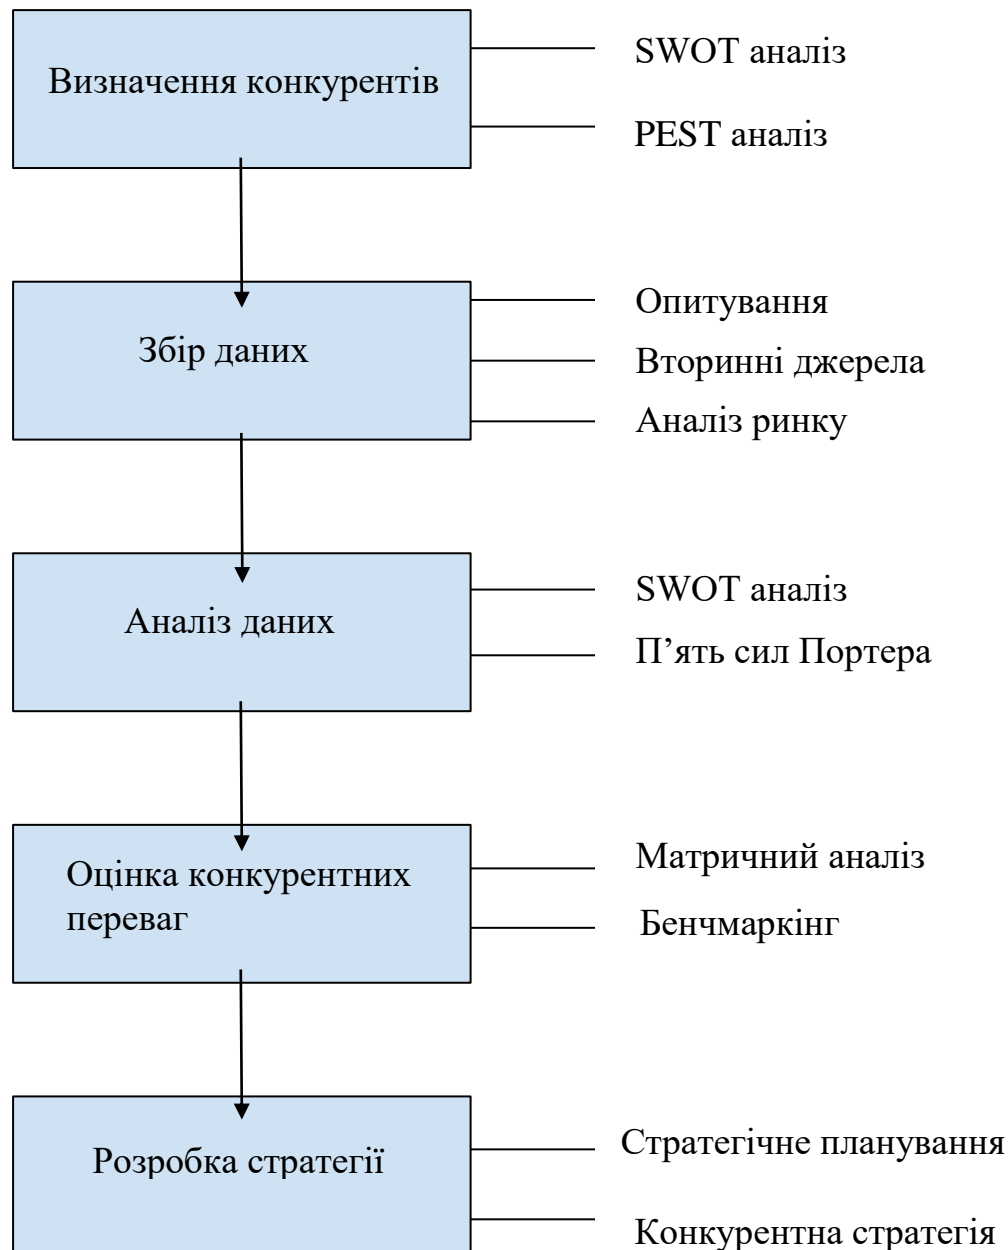 Визначення конкурентів
SWOT аналіз
PEST аналіз
Збір даних
Опитування
Вторинні джерела
Аналіз ринку
Аналіз даних
SWOT аналіз
П’ять сил Портера
Оцінка конкурентних
переваг
Матричний аналіз
Бенчмаркінг
Розробка стратегії
Стратегічне планування
Конкурентна стратегія